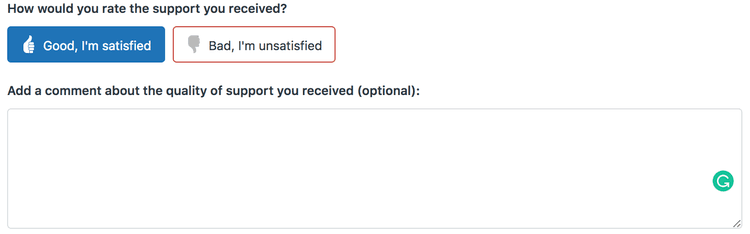 How would you rate the support you received?
Good, I'm satisfied
Bad, I'm unsatisfied
Add a comment about the quality of support you received (optional):